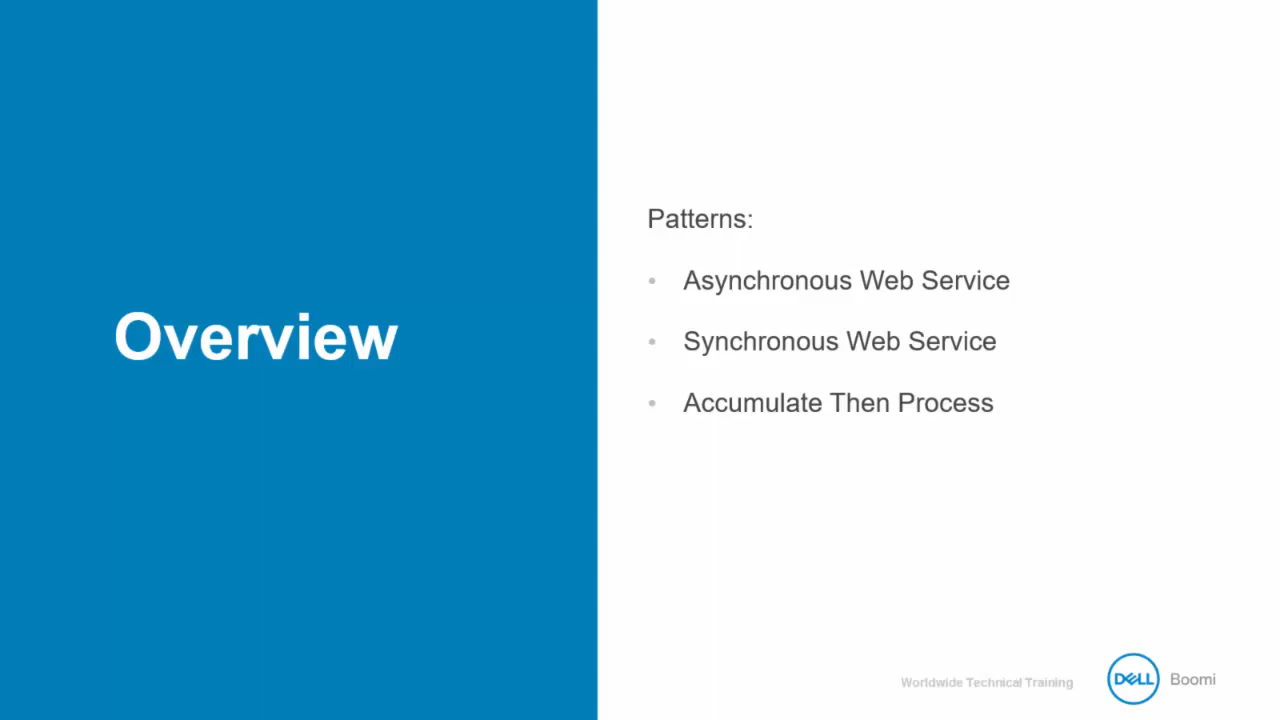 Overview
Patterns:
• Asynchronous Web Service
• Synchronous Web Service
• Accumulate Then Process
Worldwide Technical Training
DELL Boomi